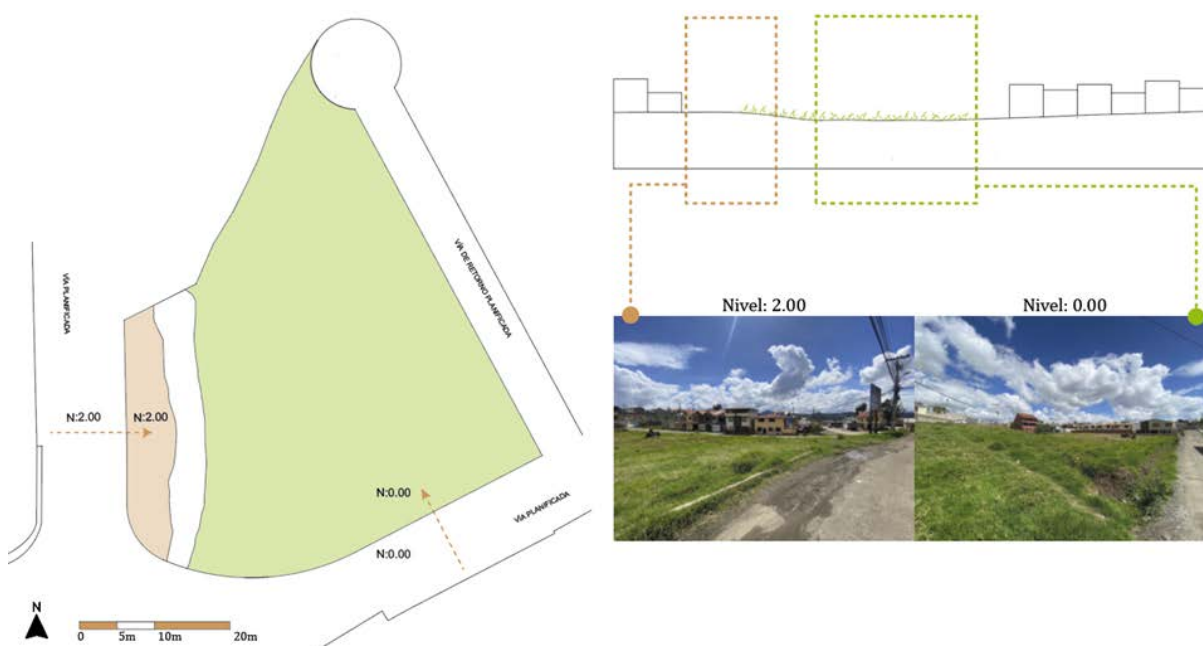 VÍA DE RETORNO PLANIFICADA
VÍA PLANIFICADA
N:2.00
N:2.00
N:0.00
N:0.00
VÍA PLANIFICADA
N
0
5m
10m
20m
Nivel: 2.00
Nivel: 0.00